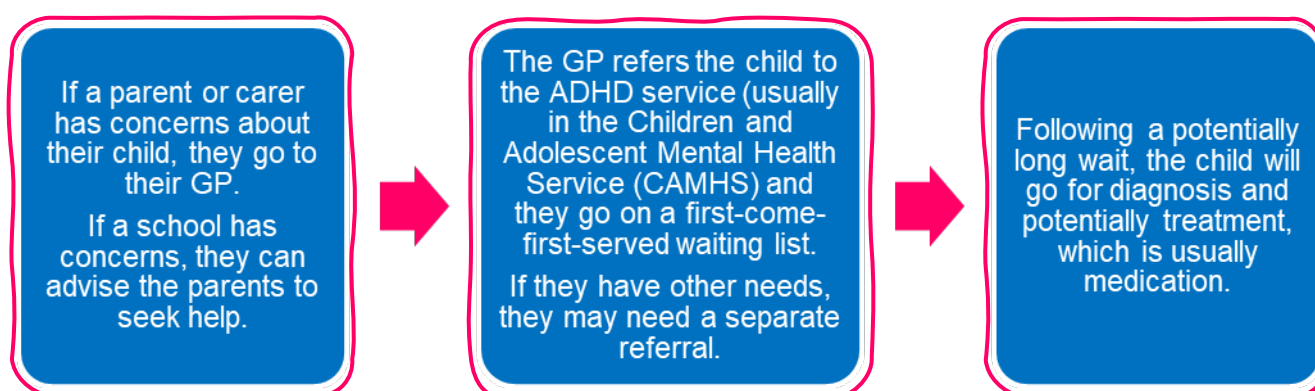 If a parent or carer
has concerns about
their child, they go to
their GP.
If a school has
concerns, they can
advise the parents to
seek help.
The GP refers the child to
the ADHD service (usually
in the Children and
Adolescent Mental Health
Service (CAMHS) and
they go on a first-come-
first-served waiting list.
If they have other needs,
they may need a separate
referral.
Following a potentially
long wait, the child will
go for diagnosis and
potentially treatment,
which is usually
medication.